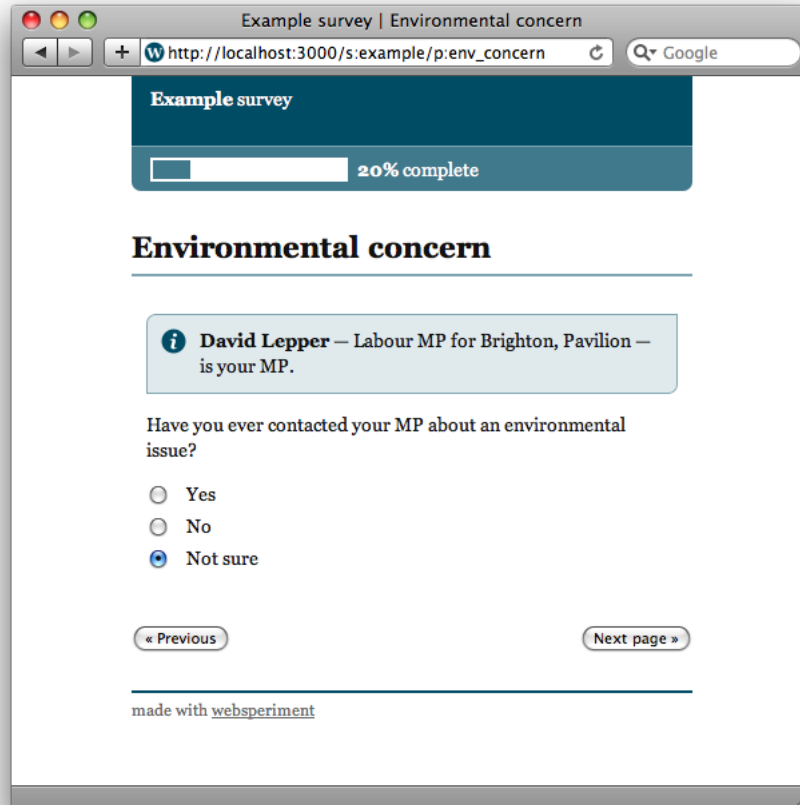 Example survey | Environmental concern
http://localhost:3000/s:example/p:env_concern
Google
Example survey
20% complete
Environmental concern
David Lepper — Labour MP for Brighton, Pavilion —
is your MP.
Have you ever contacted your MP about an environmental
issue?
Yes
No
Not sure
« Previous
Next page »
made with websperiment